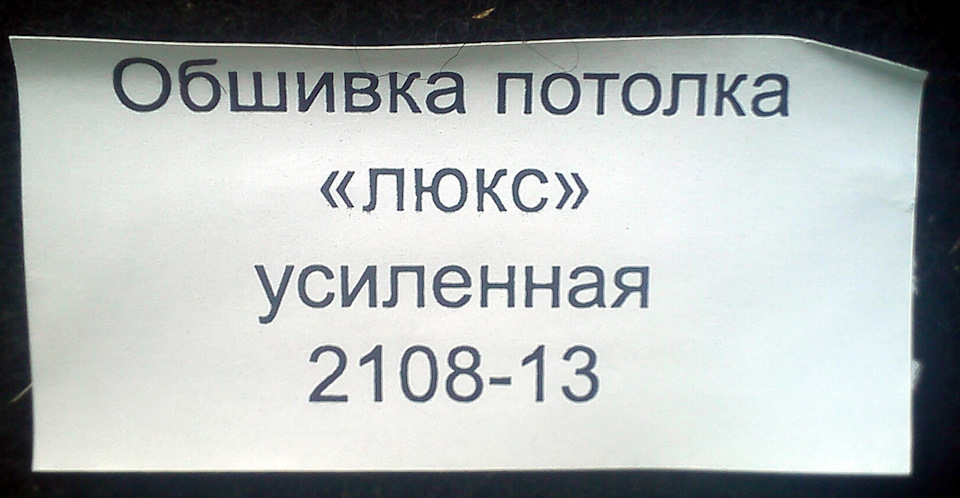 Обшивка потолка
«люкс»
усиленная
2108-13